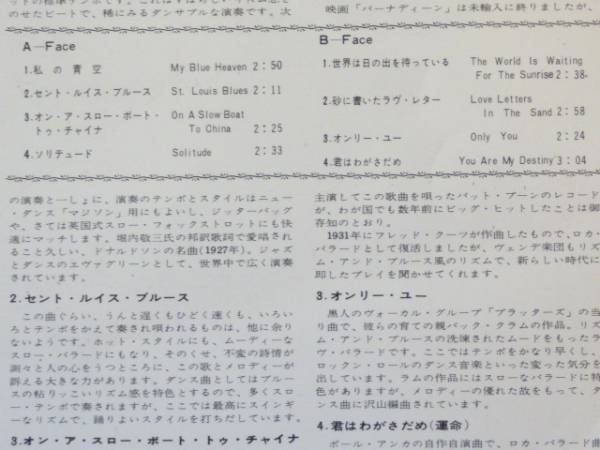 のせたビートで、稀にみるダンサブルな演奏です。次
A—Face
1.私の青空 My Blue Heaven 2:50
2.セント・ルイス・ブルース St. Louis Blues 2:11
3.オン・ア・スロー・ボート・ On A Slow Boat
トゥ・チャイナ To China 2:25
4.ソリチュード Solitude 2:33
の演奏と一しょに、演奏のテンポとスタイルはニュー
・ダンス「マジソン」用にもよいし、ジッターバッグ
や、さては英国式スロー・フォックストロットにも快
適にマッチします。堀内敬三氏の邦訳歌詞で愛唱され
ること久しい、ドナルドソンの名曲(1927年)。ジャズ
とダンスのエヴァグリーンとして、世界中で広く演奏
されています。
2.セント・ルイス・ブルース
この曲ぐらい、うんと遅くもひどく速くも、いろい
ろとテンポをかえて奏され唄われるものは、他に余り
ないようです。ホット・スタイルにも、ムーディーな
スロー・バラードにもなり、そのくせ、不変の詩情が
渕々と人の心をうつところに、この歌とメロディーが
訴える大きな力があります。ダンス曲としてはブルー
スの粘りっこいリズム感を特色とするので、多くスロ
ー・テンポで奏されますが、ここでは最高にスインギ
ーなリズムで、踊りよいスタイルを打ちだしています。
3.オン・ア・スロー・ボート・トゥ・チャイナ
映画「バーナディーン」は未輸入に終りましたが、
B—Face
1.世界は日の出を待っている The World Is Waiting
For The Sunrise 2:38
2.砂に書いたラヴ・レター Love Letters
In The Sand 2:58
3.オンリー・ユー Only You 2:24
4.君はわがさだめ You Are My Destiny 3:04
主演してこの歌曲を唄ったパット・ブーンのレコード
が、わが国でも数年前にビッグ・ヒットしたことは御
存知のとおり。
1931年にフレッド・クーツが作曲したもので、ロカ・
バラードとして復活しましたが、ヴェンデ楽団もリズ
ム・アンド・ブルース風のリズムで、新らしい時代に
即したプレイを聞かせてくれます。
3.オンリー・ユー
黒人のヴォーカル・グループ「プラッターズ」の当
り曲で、彼らの育ての親バック・ラムの作品。リズ
ム・アンド・ブルースの洗練されたムードをもったラ
ヴ・バラードです。ここではテンポをかなり早くし、
ロックン・ロールのダンス音楽といった変った気分を
出しています。ラムの作品にはスローなバラードに特
色がありますが、メロディーの優れた故をもって、ダ
ンス曲に沢山編曲されています。
4.君はわがさだめ(運命)
ポール・アンカの自作自演曲で、ロカ・バラード曲